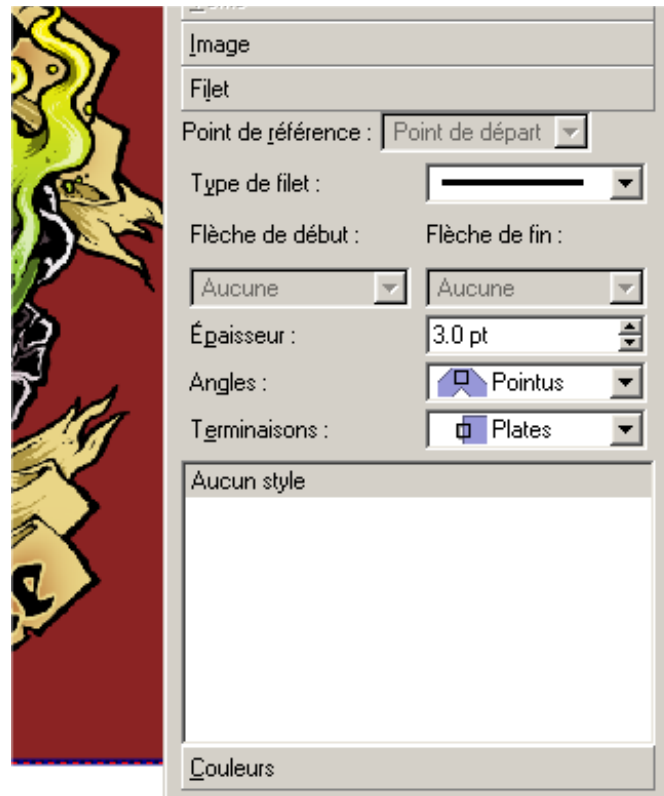 Image
Filet
Point de référence : Point de départ
Type de filet :
Flèche de début : Flèche de fin :
Aucune Aucune
Épaisseur : 3.0 pt
Angles : Pointus
Terminaisons : Plates
Aucun style
Couleurs